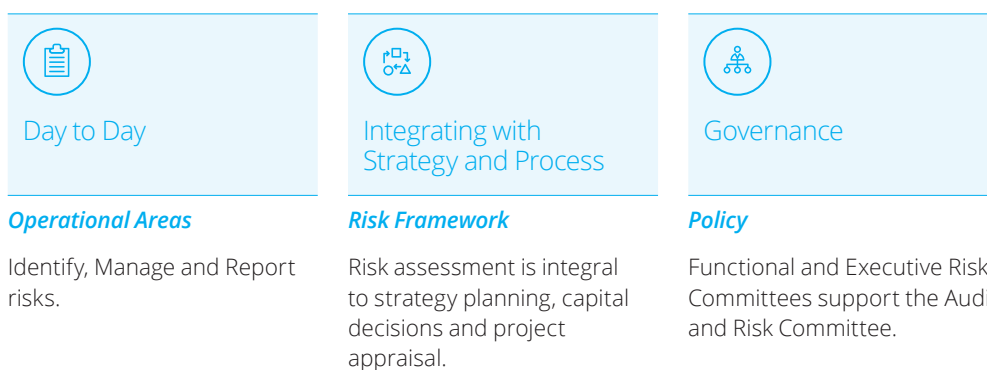 Day to Day
Operational Areas
Identify, Manage and Report
risks.
Integrating with
Strategy and Process
Risk Framework
Risk assessment is integral
to strategy planning, capital
decisions and project
appraisal.
Governance
Policy
Functional and Executive Risk
Committees support the Audi
and Risk Committee.